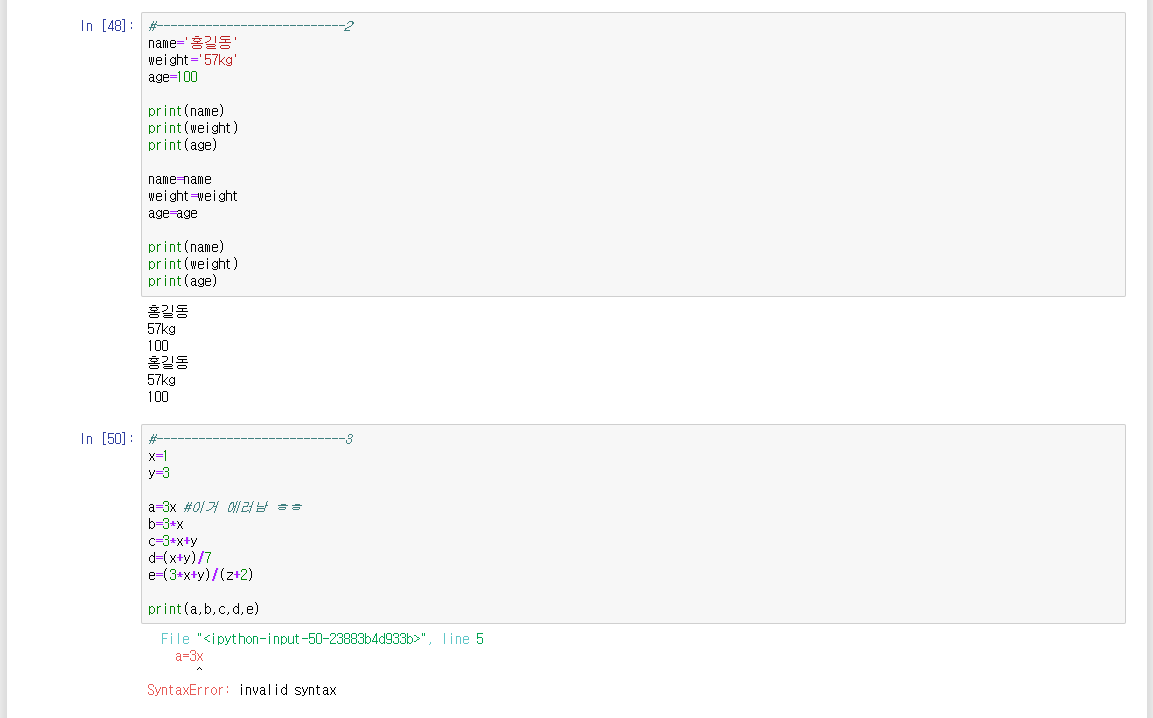 In [48]:
#---------------------------2
name='홍길동'
weight='57kg'
age=100
print(name)
print(weight)
print(age)
name=name
weight=weight
age=age
print(name)
print(weight)
print(age)
홍길동
57kg
100
홍길동
57kg
100
In [50]:
#---------------------------3
x=1
y=3
a=3x #이거 에러남 ㅎㅎ
b=3*x
c=3*x+y
d=(x+y)/7
e=(3*x+y)/(z+2)
print(a,b,c,d,e)
File "<ipython-input-50-23883b4d933b>", line 5
a=3x
^
SyntaxError: invalid syntax